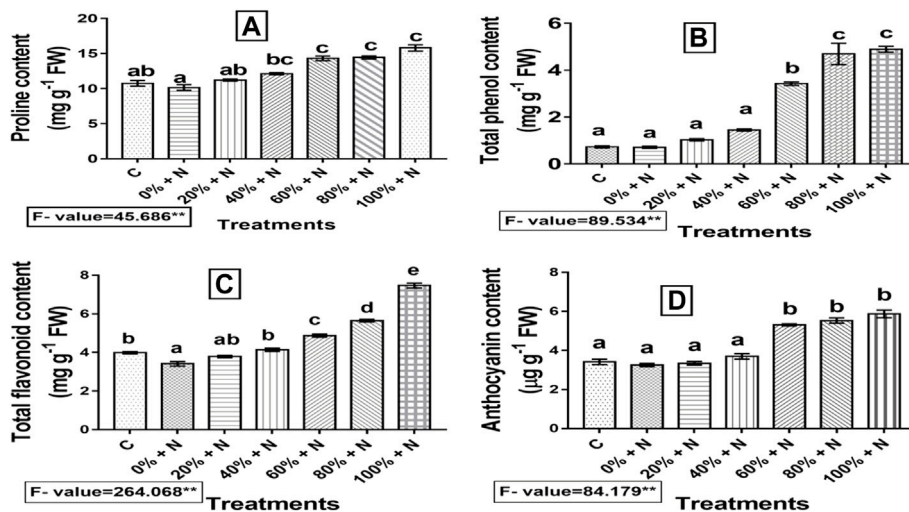 A
Proline content
(mg g-1 FW)
20
15
10
5
0
ab
a
ab
bc
c
c
c
C
0% + N
20% + N
40% + N
60% + N
80% + N
100% + N
F- value=45.686**
Treatments
B
Total phenol content
(mg g-1 FW)
6
4
2
0
a
a
a
a
b
c
c
C
0% + N
20% + N
40% + N
60% + N
80% + N
100% + N
F- value=89.534**
Treatments
C
Total flavonoid content
(mg g-1 FW)
8
6
4
2
0
b
a
ab
b
c
d
e
C
0% + N
20% + N
40% + N
60% + N
80% + N
100% + N
F- value=264.068**
Treatments
D
Anthocyanin content
(µg g-1 FW)
8
6
4
2
0
a
a
a
a
b
b
b
C
0% + N
20% + N
40% + N
60% + N
80% + N
100% + N
F- value=84.179**
Treatments